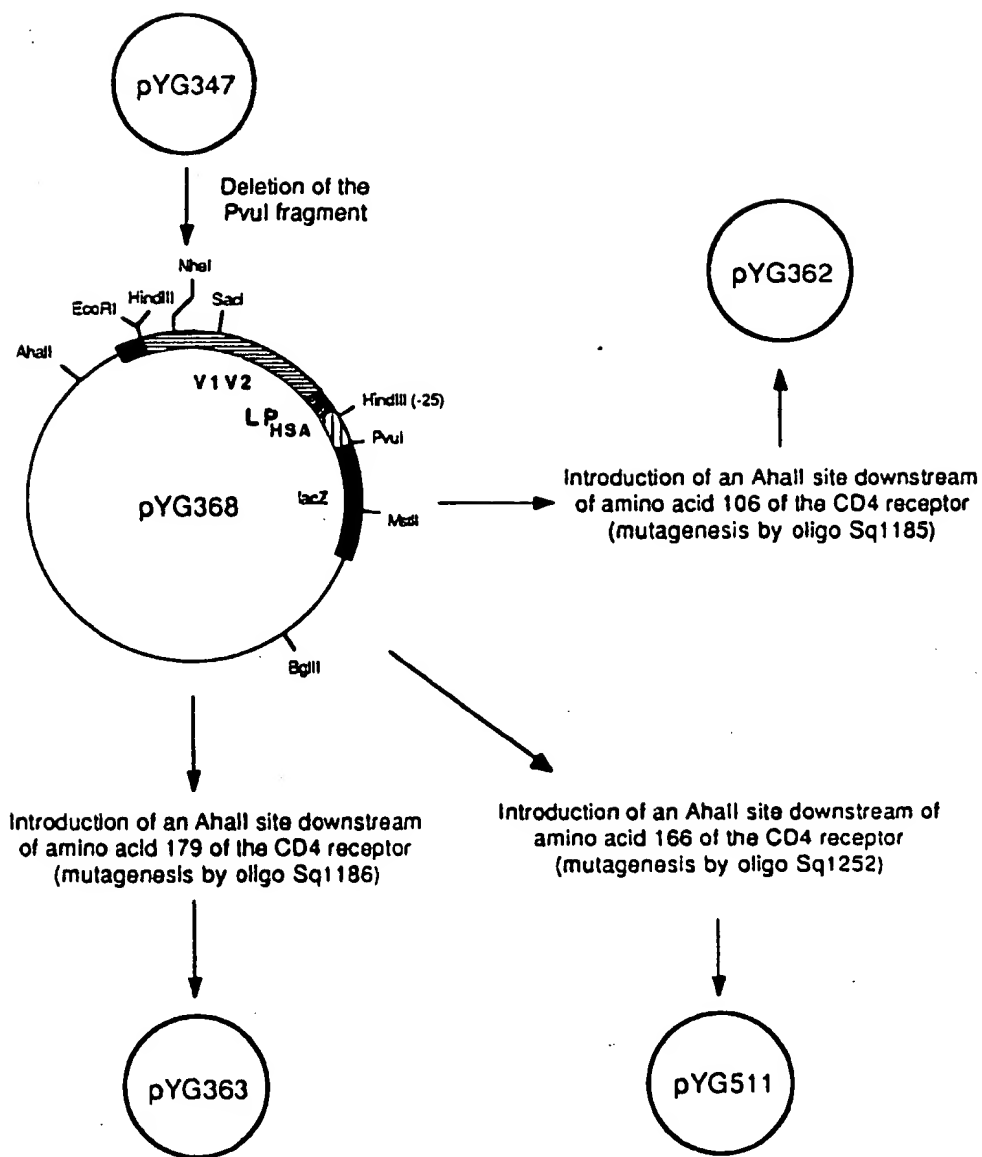 pYG347
Deletion of the
PvuI fragment
NheI
EcoRI
HindIII
SacI
AhaII
V1V2
LP HSA
HindIII (-25)
PvuI
lacZ
MstII
pYG368
BglII
pYG362
Introduction of an AhaII site downstream
of amino acid 106 of the CD4 receptor
(mutagenesis by oligo Sq1185)
Introduction of an AhaII site downstream
of amino acid 179 of the CD4 receptor
(mutagenesis by oligo Sq1186)
Introduction of an AhaII site downstream of
amino acid 166 of the CD4 receptor
(mutagenesis by oligo Sq1252)
pYG363
pYG511